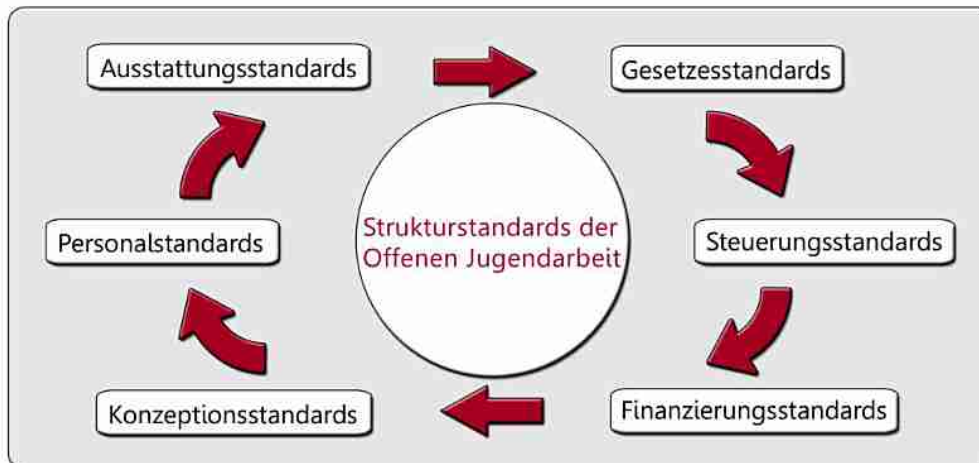 Ausstattungsstandards
Gesetzesstandards
Strukturstandards der
Offenen Jugendarbeit
Personalstandards
Steuerungsstandards
Konzeptionsstandards
Finanzierungsstandards